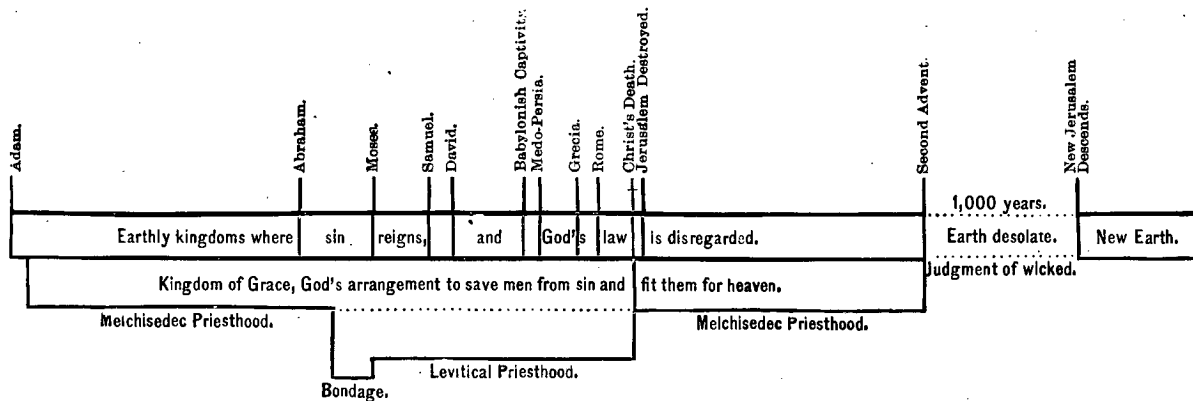 Adam.
Abraham.
Moses.
Samuel.
David.
Babylonish Captivity.
Medo-Persia.
Grecia.
Rome.
Christ's Death.
Jerusalem Destroyed.
Second Advent.
New Jerusalem
Descends.
1,000 years.
Earthly kingdoms where sin reigns, and God's law is disregarded.
Earth desolate.
New Earth.
Judgment of wicked.
Kingdom of Grace, God's arrangement to save men from sin and fit them for heaven.
Melchisedec Priesthood.
Melchisedec Priesthood.
Levitical Priesthood.
Bondage.